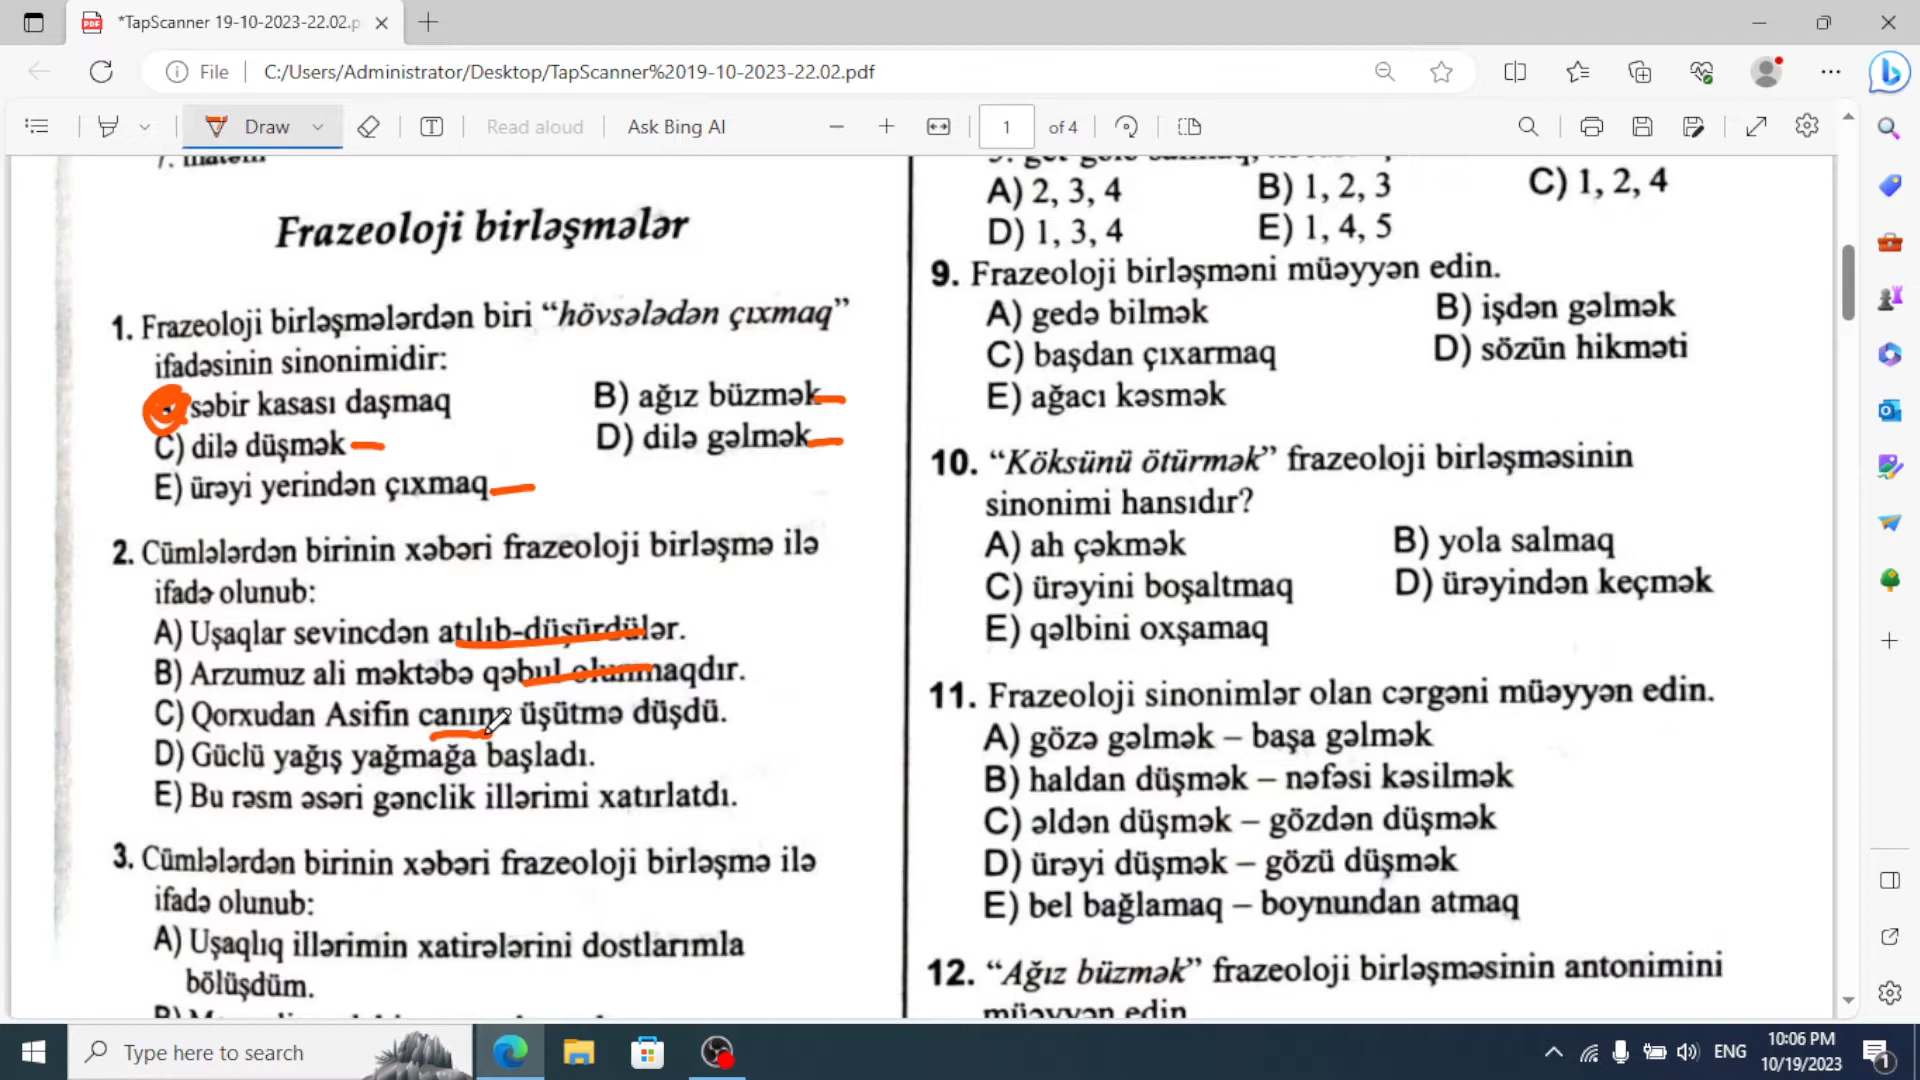 *TapScanner 19-10-2023-22.02.p
File
C:/Users/Administrator/Desktop/TapScanner%2019-10-2023-22.02.pdf
Draw
Read aloud
Ask Bing AI
1 of 4
Frazeoloji birləşmələr
1. Frazeoloji birləşmələrdən biri “hövsələdən çıxmaq”
ifadəsinin sinonimidir:
səbir kasası daşmaq B) ağız büzmək
C) dilə düşmək D) dilə gəlmək
E) ürəyi yerindən çıxmaq
2. Cümlələrdən birinin xəbəri frazeoloji birləşmə ilə
ifadə olunub:
A) Uşaqlar sevincdən atılıb-düşürdülər.
B) Arzumuz ali məktəbə qəbul olunmaqdır.
C) Qorxudan Asifin canına üşütmə düşdü.
D) Güclü yağış yağmağa başladı.
E) Bu rəsm əsəri gənclik illərimi xatırlatdı.
3. Cümlələrdən birinin xəbəri frazeoloji birləşmə ilə
ifadə olunub:
A) Uşaqlıq illərimin xatirələrini dostlarımla
bölüşdüm.
A) 2, 3, 4 B) 1, 2, 3 C) 1, 2, 4
D) 1, 3, 4 E) 1, 4, 5
9. Frazeoloji birləşməni müəyyən edin.
A) gedə bilmək B) işdən gəlmək
C) başdan çıxarmaq D) sözün hikməti
E) ağacı kəsmək
10. “Köksünü ötürmək” frazeoloji birləşməsinin
sinonimi hansıdır?
A) ah çəkmək B) yola salmaq
C) ürəyini boşaltmaq D) ürəyindən keçmək
E) qəlbini oxşamaq
11. Frazeoloji sinonimlər olan cərgəni müəyyən edin.
A) gözə gəlmək – başa gəlmək
B) haldan düşmək – nəfəsi kəsilmək
C) əldən düşmək – gözdən düşmək
D) ürəyi düşmək – gözü düşmək
E) bel bağlamaq – boynundan atmaq
12. “Ağız büzmək” frazeoloji birləşməsinin antonimini
müəyyən edin
Type here to search
ENG
10:06 PM
10/19/2023
1